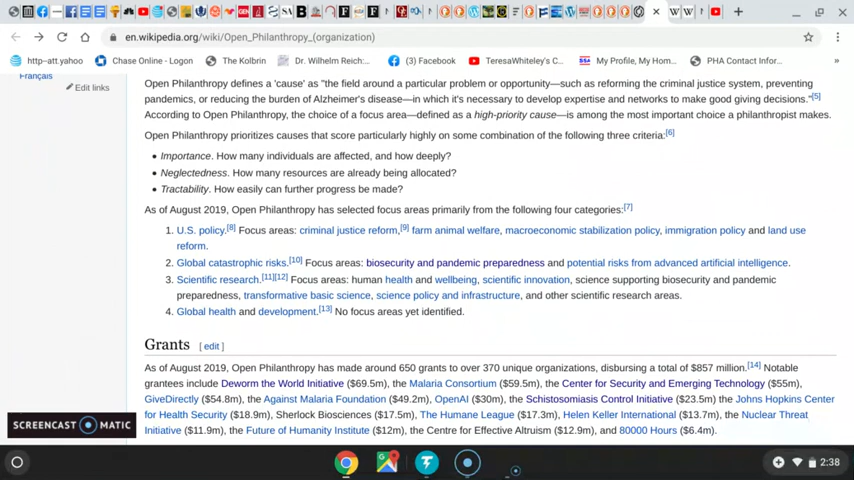 en.wikipedia.org/wiki/Open_Philanthropy_(organization)
http--att.yahoo
Chase Online - Logon
The Kolbrin
Dr. Wilhelm Reich:...
(3) Facebook
TeresaWhiteley's C...
My Profile, My Hom...
PHA Contact Infor...
»
Français
Edit links
Open Philanthropy defines a 'cause' as "the field around a particular problem or opportunity—such as reforming the criminal justice system, preventing
pandemics, or reducing the burden of Alzheimer's disease—in which it's necessary to develop expertise and networks to make good giving decisions."[5]
According to Open Philanthropy, the choice of a focus area—defined as a high-priority cause—is among the most important choice a philanthropist makes.
Open Philanthropy prioritizes causes that score particularly highly on some combination of the following three criteria:[6]
• Importance. How many individuals are affected, and how deeply?
• Neglectedness. How many resources are already being allocated?
• Tractability. How easily can further progress be made?
As of August 2019, Open Philanthropy has selected focus areas primarily from the following four categories:[7]
1. U.S. policy.[8] Focus areas: criminal justice reform,[9] farm animal welfare, macroeconomic stabilization policy, immigration policy and land use
reform.
2. Global catastrophic risks.[10] Focus areas: biosecurity and pandemic preparedness and potential risks from advanced artificial intelligence.
3. Scientific research.[11][12] Focus areas: human health and wellbeing, scientific innovation, science supporting biosecurity and pandemic
preparedness, transformative basic science, science policy and infrastructure, and other scientific research areas.
4. Global health and development.[13] No focus areas yet identified.
Grants [ edit ]
As of August 2019, Open Philanthropy has made around 650 grants to over 370 unique organizations, disbursing a total of $857 million.[14] Notable
grantees include Deworm the World Initiative ($69.5m), the Malaria Consortium ($59.5m), the Center for Security and Emerging Technology ($55m),
GiveDirectly ($54.8m), the Against Malaria Foundation ($49.2m), OpenAI ($30m), the Schistosomiasis Control Initiative ($23.5m) the Johns Hopkins Center
for Health Security ($18.9m), Sherlock Biosciences ($17.5m), The Humane League ($17.3m), Helen Keller International ($13.7m), the Nuclear Threat
Initiative ($11.9m), the Future of Humanity Institute ($12m), the Centre for Effective Altruism ($12.9m), and 80000 Hours ($6.4m).
SCREENCAST MATIC
2:38